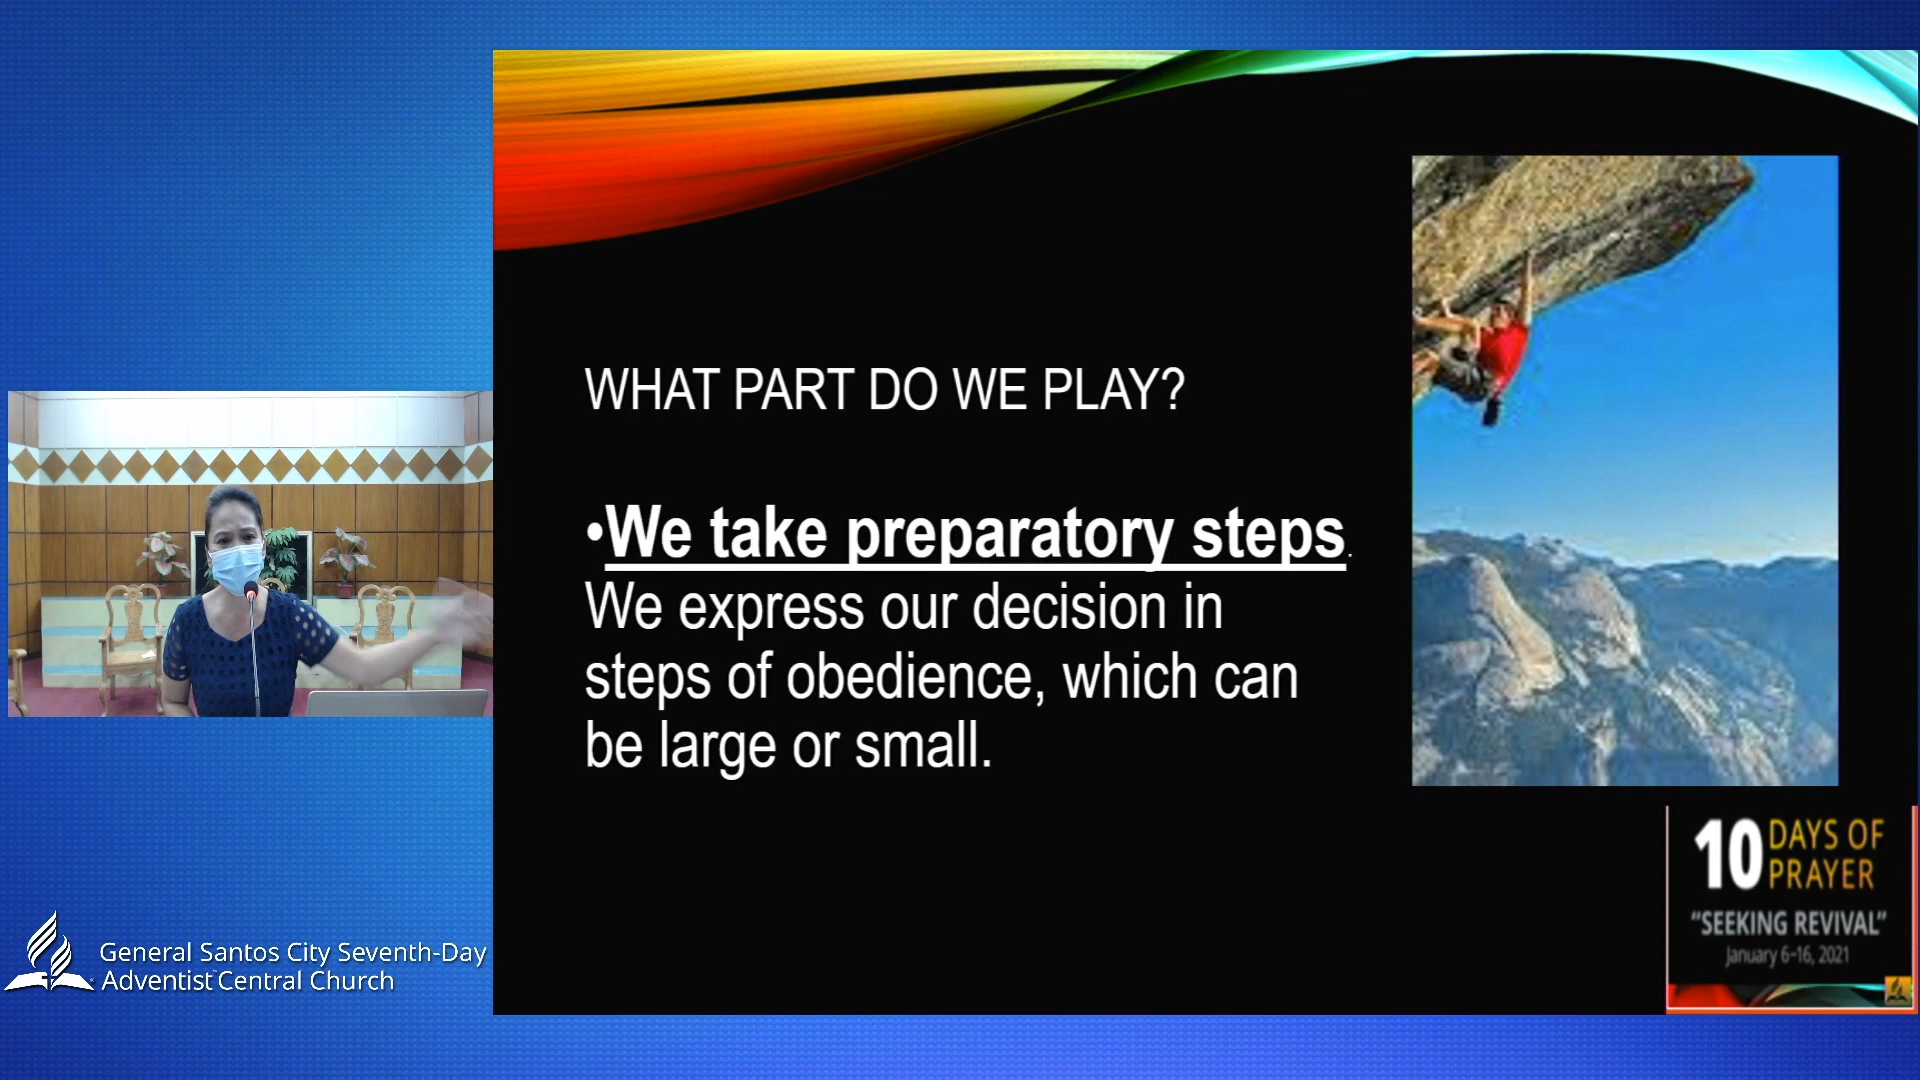 WHAT PART DO WE PLAY?
•We take preparatory steps.
We express our decision in
steps of obedience, which can
be large or small.
10 DAYS OF
PRAYER
“SEEKING REVIVAL”
January 6-16, 2021
General Santos City Seventh-Day
Adventist Central Church